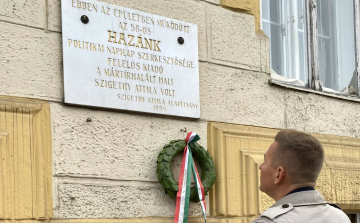 EBBEN AZ ÉPÜLETBEN MŰKÖDÖTT
AZ 56-OS
HAZÁNK
POLITIKAI NAPILAP SZERKESZTŐSÉGE.
FELELŐS KIADÓ
A MÁRTÍRHALÁLT HALT
SZIGETHY ATTILA VOLT
SZIGETHY ATTILA ALAPÍTVÁNY